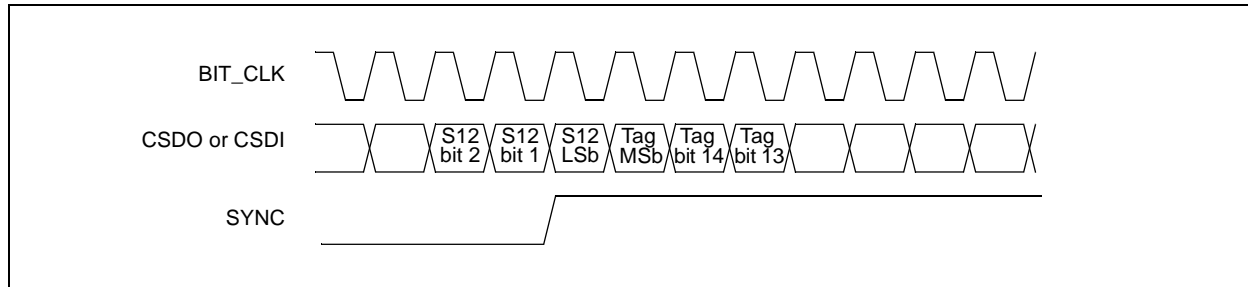 BIT_CLK
CSDO or CSDI
S12 bit 2
S12 bit 1
S12 LSb
Tag MSb
Tag bit 14
Tag bit 13
SYNC